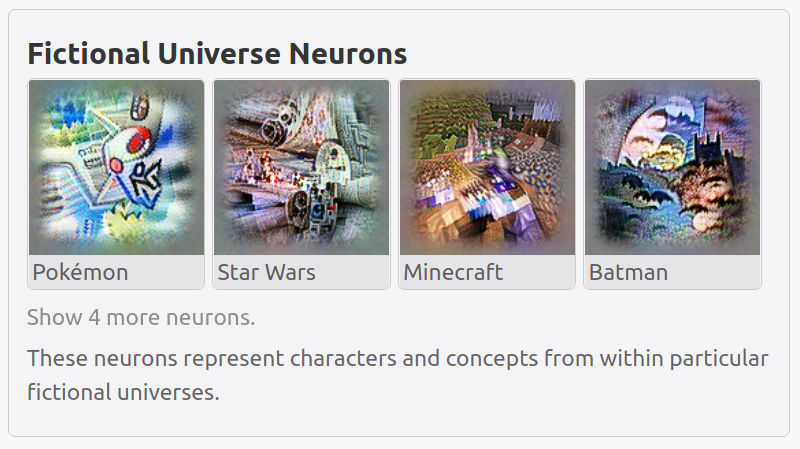 Fictional Universe Neurons
Pokémon
Star Wars
Minecraft
Batman
Show 4 more neurons.
These neurons represent characters and concepts from within particular
fictional universes.